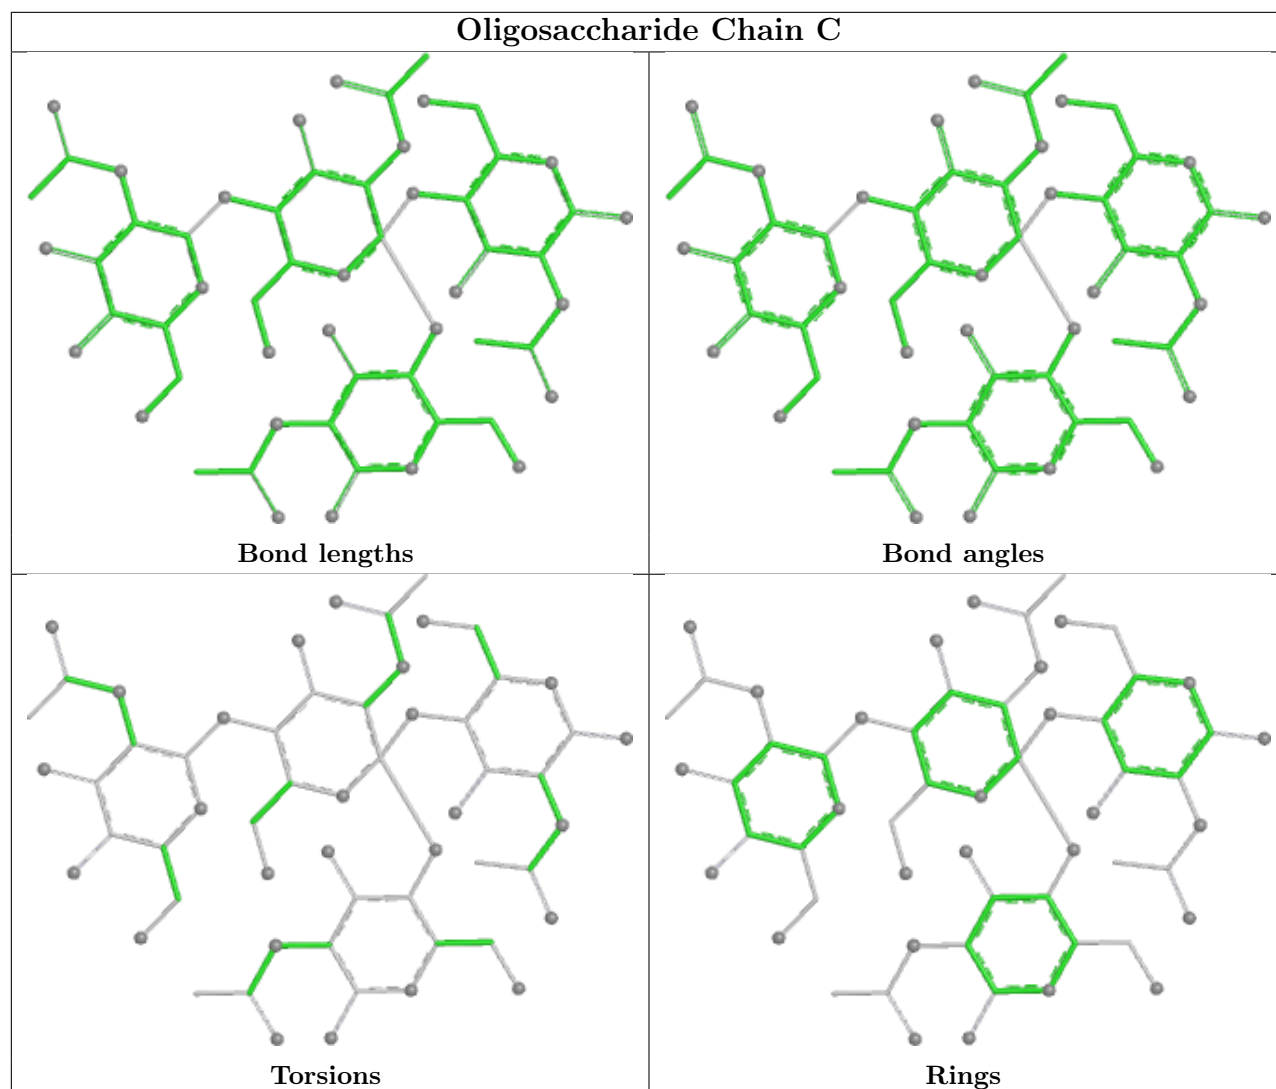 Oligosaccharide Chain C
Bond lengths
Bond angles
Torsions
Rings